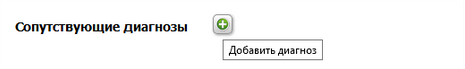 Сопутствующие диагнозы
Добавить диагноз